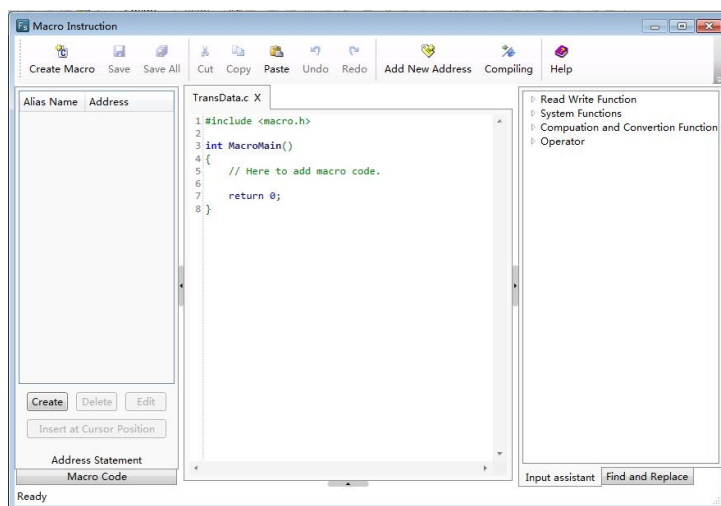 Fs Macro Instruction
Create Macro Save Save All Cut Copy Paste Undo Redo Add New Address Compiling Help
Alias Name Address
TransData.c X
1 #include <macro.h>
2
3 int MacroMain()
4 {
5 // Here to add macro code.
6
7 return 0;
8 }
Read Write Function
System Functions
Compuation and Convertion Function
Operator
Create Delete Edit
Insert at Cursor Position
Address Statement
Macro Code
Input assistant Find and Replace
Ready